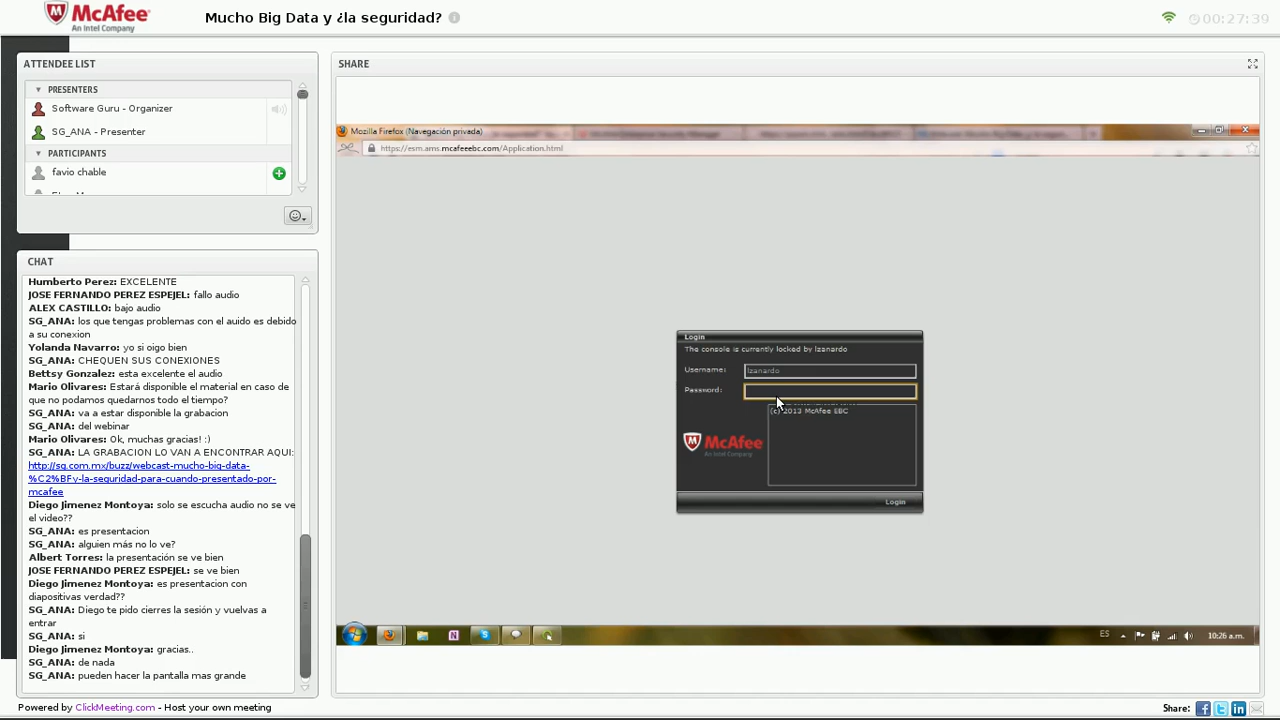 McAfee
An Intel Company
Mucho Big Data y ¿la seguridad?
00:27:39
ATTENDEE LIST
PRESENTERS
Software Guru - Organizer
SG_ANA - Presenter
PARTICIPANTS
favio chable
CHAT
Humberto Perez: EXCELENTE
JOSE FERNANDO PEREZ ESPEJEL: fallo audio
ALEX CASTILLO: bajo audio
SG_ANA: los que tengas problemas con el auido es debido
a su conexion
Yolanda Navarro: yo si oigo bien
SG_ANA: CHEQUEN SUS CONEXIONES
Bettsy Gonzalez: esta excelente el audio
Mario Olivares: Estará disponible el material en caso de
que no podamos quedarnos todo el tiempo?
SG_ANA: va a estar disponible la grabacion
SG_ANA: del webinar
Mario Olivares: Ok, muchas gracias! :)
SG_ANA: LA GRABACION LO VAN A ENCONTRAR AQUI:
http://sg.com.mx/buzz/webcast-mucho-big-data-
%C2%BFy-la-seguridad-para-cuando-presentado-por-
mcafee
Diego Jimenez Montoya: solo se escucha audio no se ve
el video??
SG_ANA: es presentacion
SG_ANA: alguien más no lo ve?
Albert Torres: la presentación se ve bien
JOSE FERNANDO PEREZ ESPEJEL: se ve bien
Diego Jimenez Montoya: es presentacion con
diapositivas verdad??
SG_ANA: Diego te pido cierres la sesión y vuelvas a
entrar
SG_ANA: si
Diego Jimenez Montoya: gracias..
SG_ANA: de nada
SG_ANA: pueden hacer la pantalla mas grande
SHARE
Mozilla Firefox (Navegación privada)
https://esm.ams.mcafeeebc.com/Application.html
Login
The console is currently locked by lzanardo
Username: lzanardo
Password:
(c) 2013 McAfee EBC
McAfee
An Intel Company
Login
ES
10:26 a.m.
Powered by ClickMeeting.com - Host your own meeting
Share: